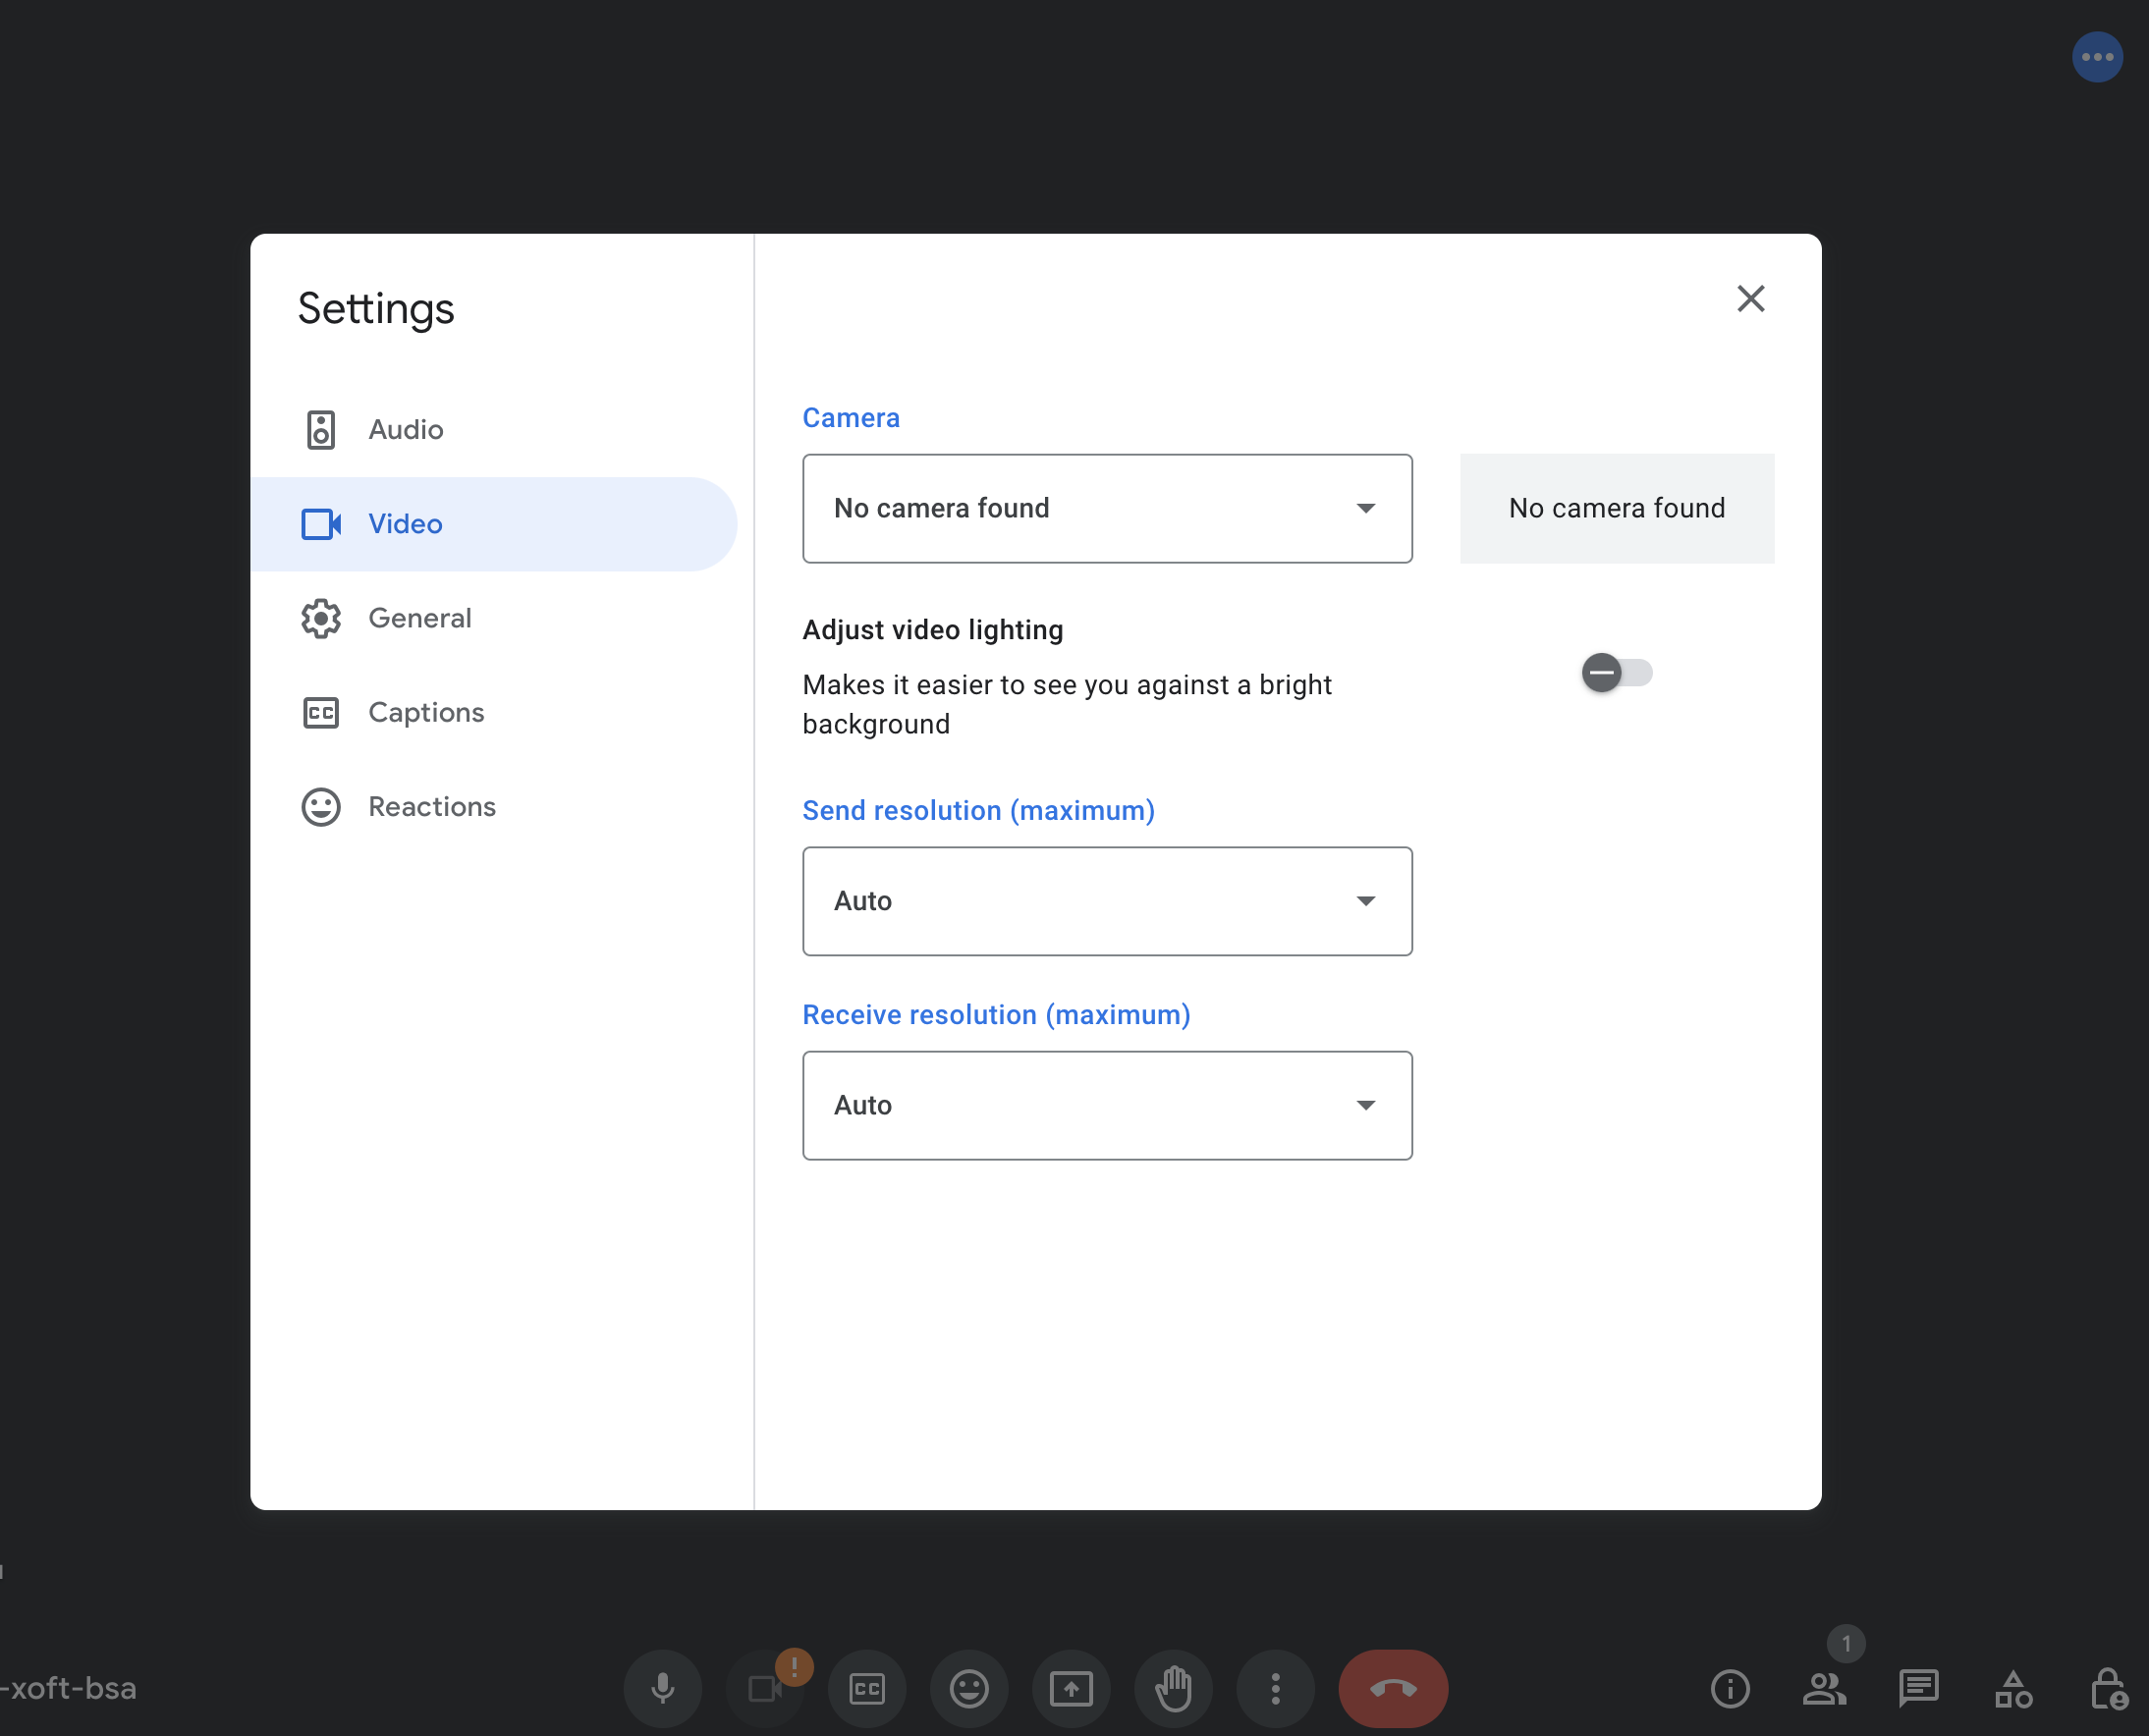 Settings
Audio
Video
General
Captions
Reactions
Camera
No camera found
No camera found
Adjust video lighting
Makes it easier to see you against a bright
background
Send resolution (maximum)
Auto
Receive resolution (maximum)
Auto
-xoft-bsa
CC
!
1